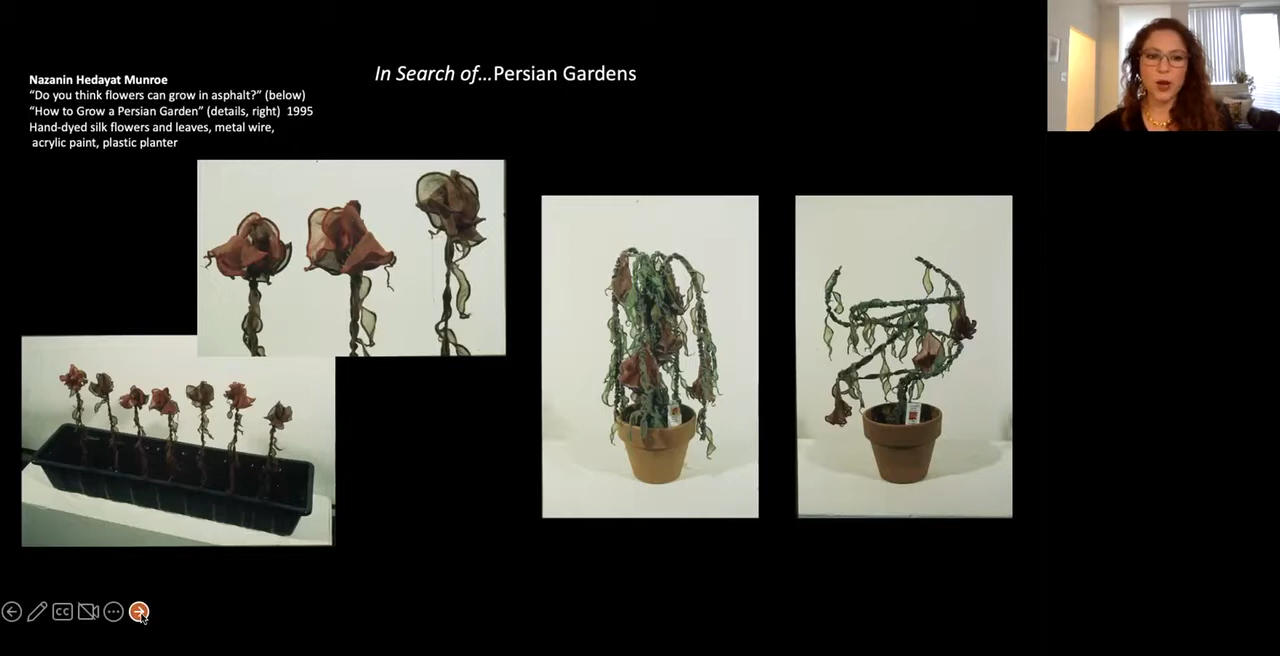 In Search of...Persian Gardens
Nazanin Hedayat Munroe
“Do you think flowers can grow in asphalt?” (below)
“How to Grow a Persian Garden” (details, right)  1995
Hand-dyed silk flowers and leaves, metal wire,
acrylic paint, plastic planter
CC